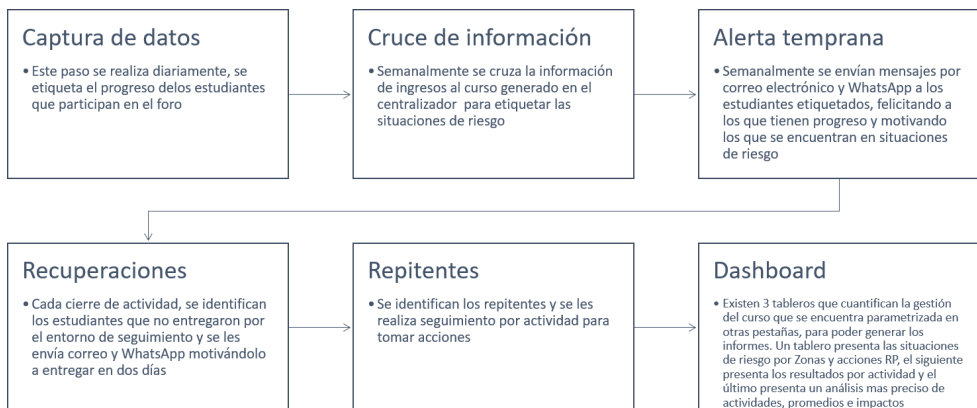 Captura de datos
• Este paso se realiza diariamente, se
etiqueta el progreso delos estudiantes
que participan en el foro
Cruce de información
• Semanalmente se cruza la información
de ingresos al curso generado en el
centralizador para etiquetar las
situaciones de riesgo
Alerta temprana
• Semanalmente se envían mensajes por
correo electrónico y WhatsApp a los
estudiantes etiquetados, felicitando a
los que tienen progreso y motivando
los que se encuentran en situaciones
de riesgo
Recuperaciones
• Cada cierre de actividad, se identifican
los estudiantes que no entregaron por
el entorno de seguimiento y se les
envía correo y WhatsApp motivándolo
a entregar en dos días
Repitentes
• Se identifican los repitentes y se les
realiza seguimiento por actividad para
tomar acciones
Dashboard
• Existen 3 tableros que cuantifican la gestión
del curso que se encuentra parametrizada en
otras pestañas, para poder generar los
informes. Un tablero presenta las situaciones
de riesgo por Zonas y acciones RP, el siguiente
presenta los resultados por actividad y el
último presenta un análisis mas preciso de
actividades, promedios e impactos